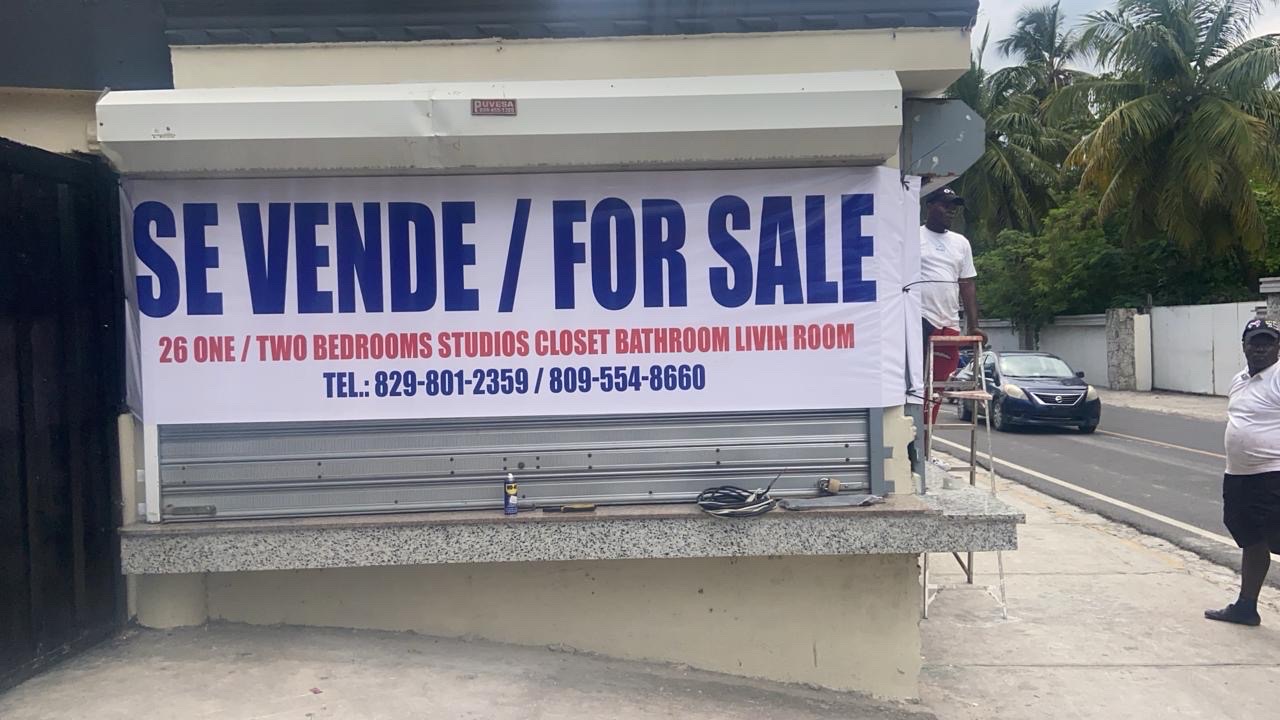 PUVESA
SE VENDE / FOR SALE
26 ONE / TWO BEDROOMS STUDIOS CLOSET BATHROOM LIVIN ROOM
TEL.: 829-801-2359 / 809-554-8660